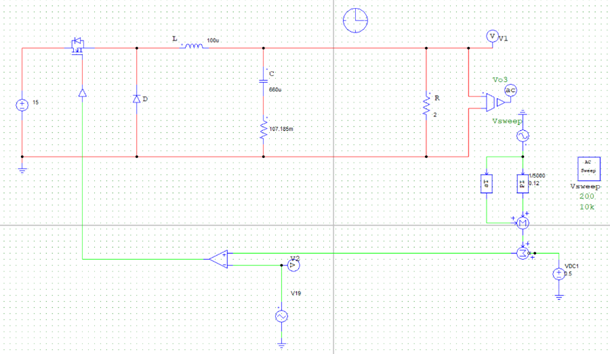 L
100u
V
V1
C
660u
15
D
107.185m
R
2
Vo3
ac
Vsweep
1/5080
0.12
AC
Sweep
Vsweep
200
10k
M
V2
V
VDC1
0.5
V19